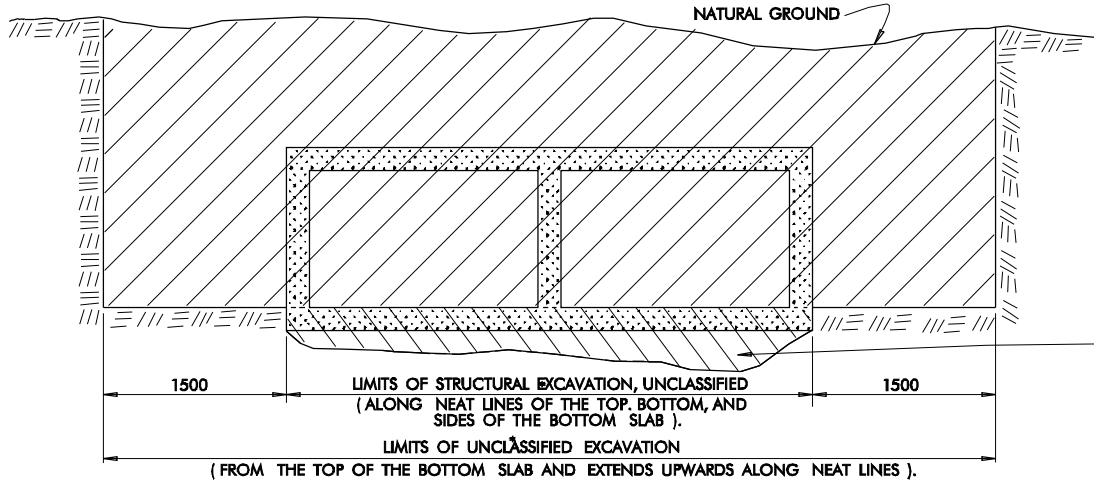 NATURAL GROUND
1500
LIMITS OF STRUCTURAL EXCAVATION, UNCLASSIFIED
1500
( ALONG NEAT LINES OF THE TOP. BOTTOM, AND
SIDES OF THE BOTTOM SLAB ).
LIMITS OF UNCLASSIFIED EXCAVATION
( FROM THE TOP OF THE BOTTOM SLAB AND EXTENDS UPWARDS ALONG NEAT LINES ).